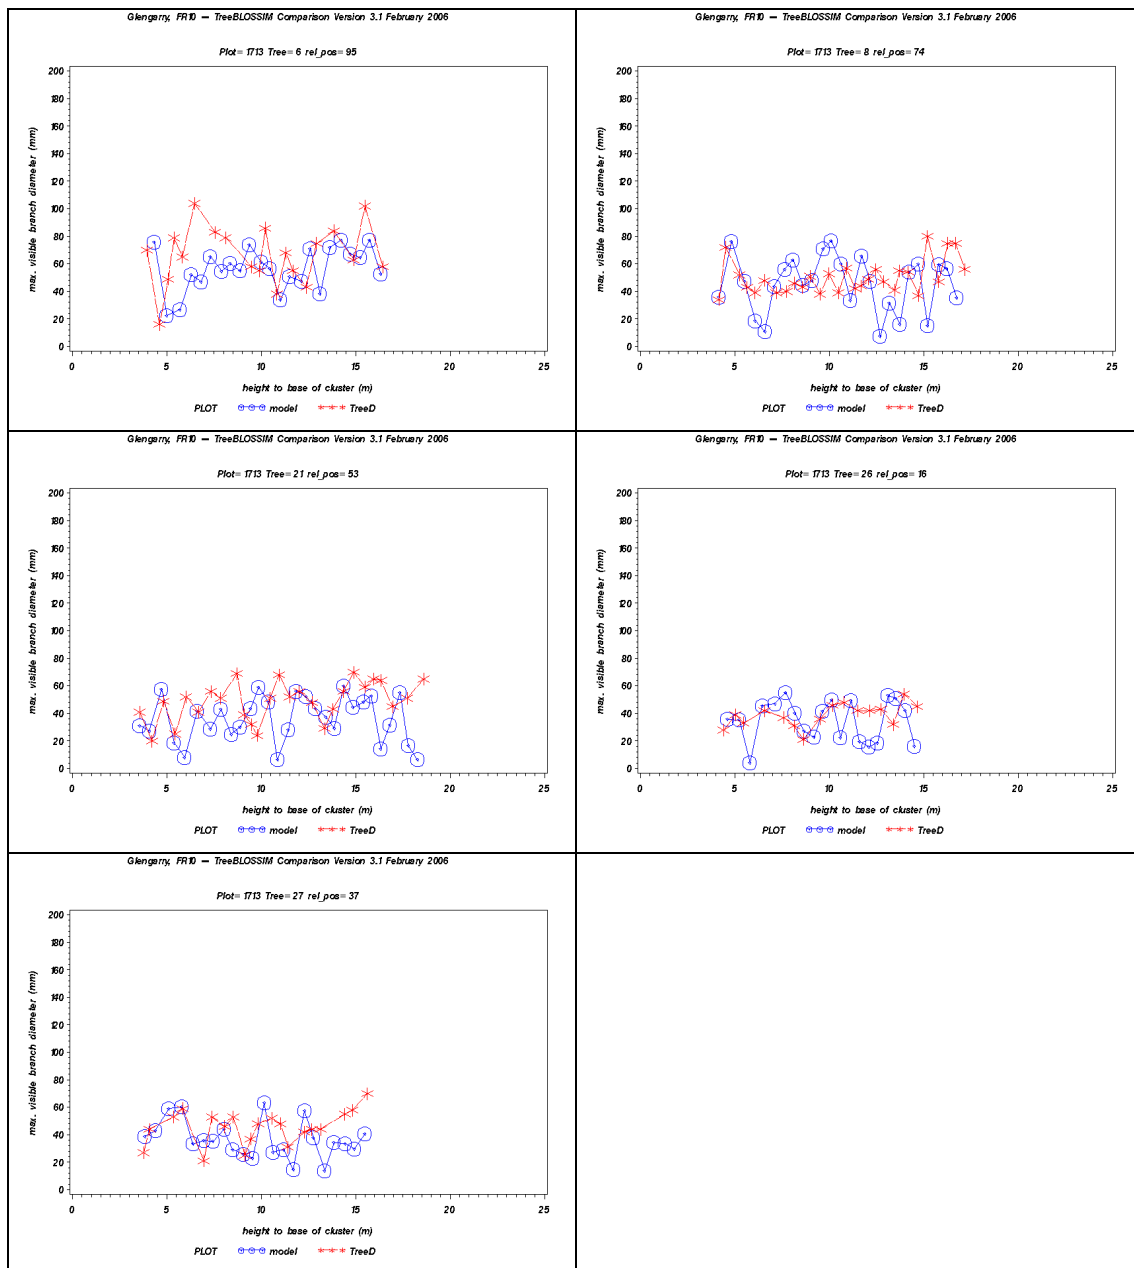 Glengarry, FR10 — TreeBLOSSIM Comparison Version 3.1 February 2006
Plot= 1713 Tree= 6 rel_pos= 95
max. visible branch diameter (mm)
200
180
160
140
120
100
80
60
40
20
0
0 5 10 15 20 25
height to base of cluster (m)
PLOT model TreeD
Glengarry, FR10 — TreeBLOSSIM Comparison Version 3.1 February 2006
Plot= 1713 Tree= 8 rel_pos= 74
max. visible branch diameter (mm)
200
180
160
140
120
100
80
60
40
20
0
0 5 10 15 20 25
height to base of cluster (m)
PLOT model TreeD
Glengarry, FR10 — TreeBLOSSIM Comparison Version 3.1 February 2006
Plot= 1713 Tree= 21 rel_pos= 53
max. visible branch diameter (mm)
200
180
160
140
120
100
80
60
40
20
0
0 5 10 15 20 25
height to base of cluster (m)
PLOT model TreeD
Glengarry, FR10 — TreeBLOSSIM Comparison Version 3.1 February 2006
Plot= 1713 Tree= 26 rel_pos= 16
max. visible branch diameter (mm)
200
180
160
140
120
100
80
60
40
20
0
0 5 10 15 20 25
height to base of cluster (m)
PLOT model TreeD
Glengarry, FR10 — TreeBLOSSIM Comparison Version 3.1 February 2006
Plot= 1713 Tree= 27 rel_pos= 37
max. visible branch diameter (mm)
200
180
160
140
120
100
80
60
40
20
0
0 5 10 15 20 25
height to base of cluster (m)
PLOT model TreeD